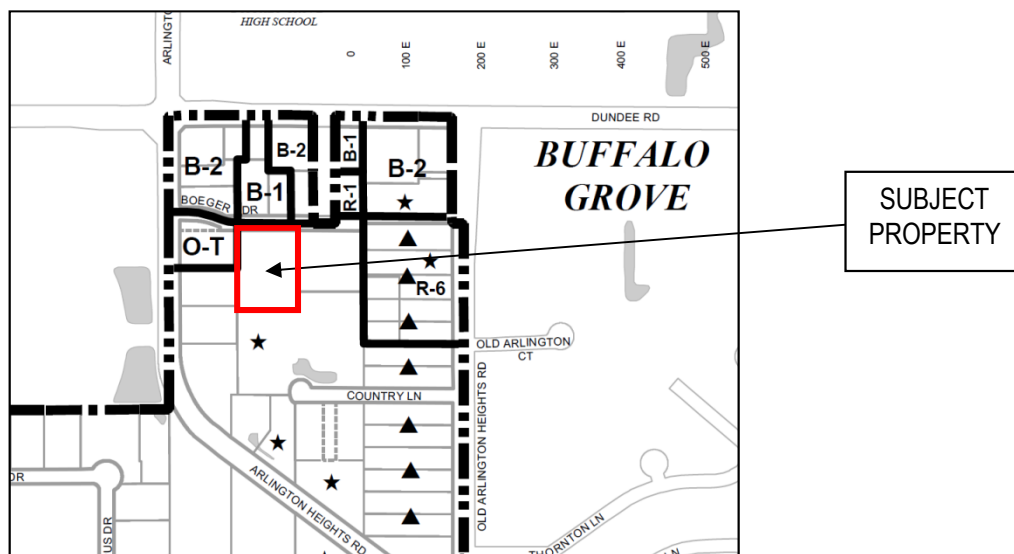 HIGH SCHOOL
ARLINGTON
0
100 E
200 E
300 E
400 E
500 E
DUNDEE RD
B-2
B-2
B-1
B-1
R-1
B-2
BUFFALO
GROVE
BOEGER DR
O-T
R-6
SUBJECT
PROPERTY
OLD ARLINGTON
CT
COUNTRY LN
OLD ARLINGTON HEIGHTS RD
ARLINGTON HEIGHTS RD
DR
US DR
THORNTON LN
LN